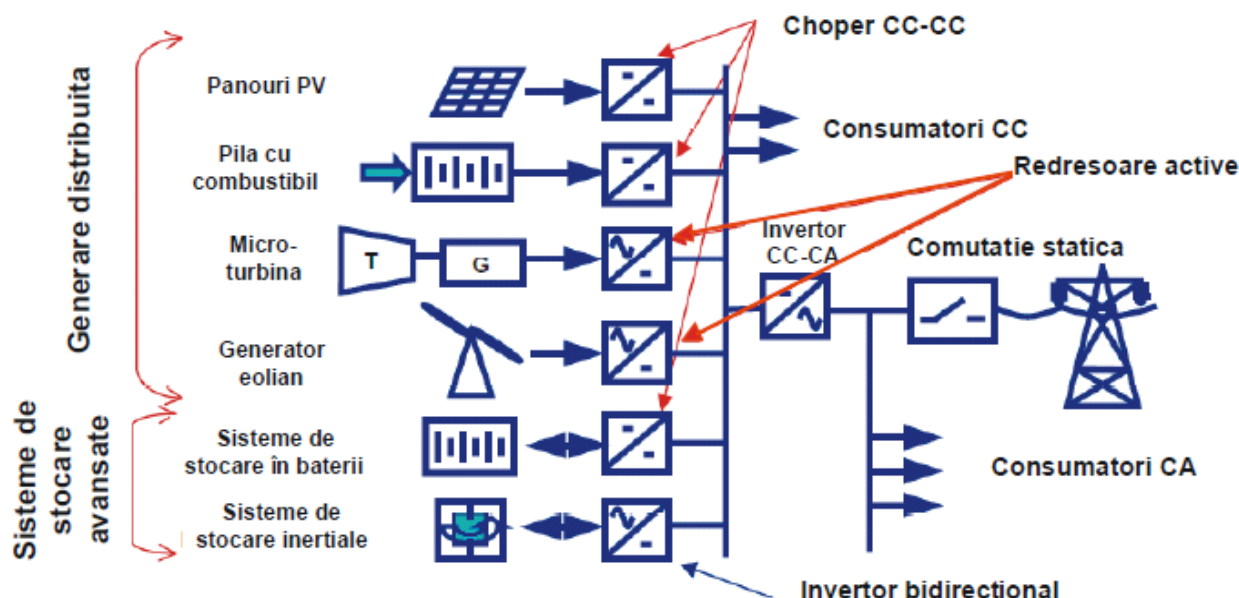 Choper CC-CC
Panouri PV
Consumatori CC
Pila cu
combustibil
Redresoare active
Generare distribuita
Micro-
turbina
T
G
Invertor
CC-CA
Comutatie statica
Generator
eolian
Sisteme de
stocare
avansate
Sisteme de
stocare în baterii
Consumatori CA
Sisteme de
stocare inertiale
Invertor bidirectional